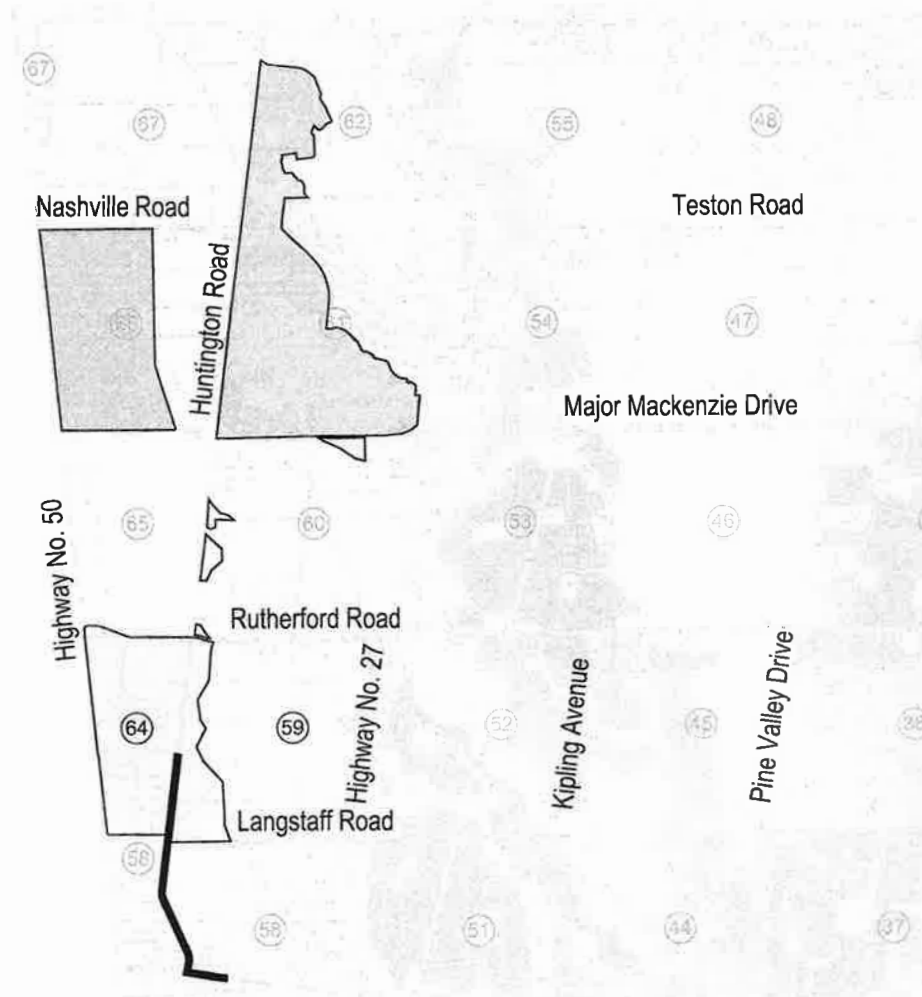 67
67
62
55
48
Nashville Road
Teston Road
Huntington Road
54
47
Major Mackenzie Drive
Highway No. 50
65
60
53
46
Rutherford Road
Highway No. 27
Kipling Avenue
Pine Valley Drive
64
59
52
45
Langstaff Road
58
58
51
44
37